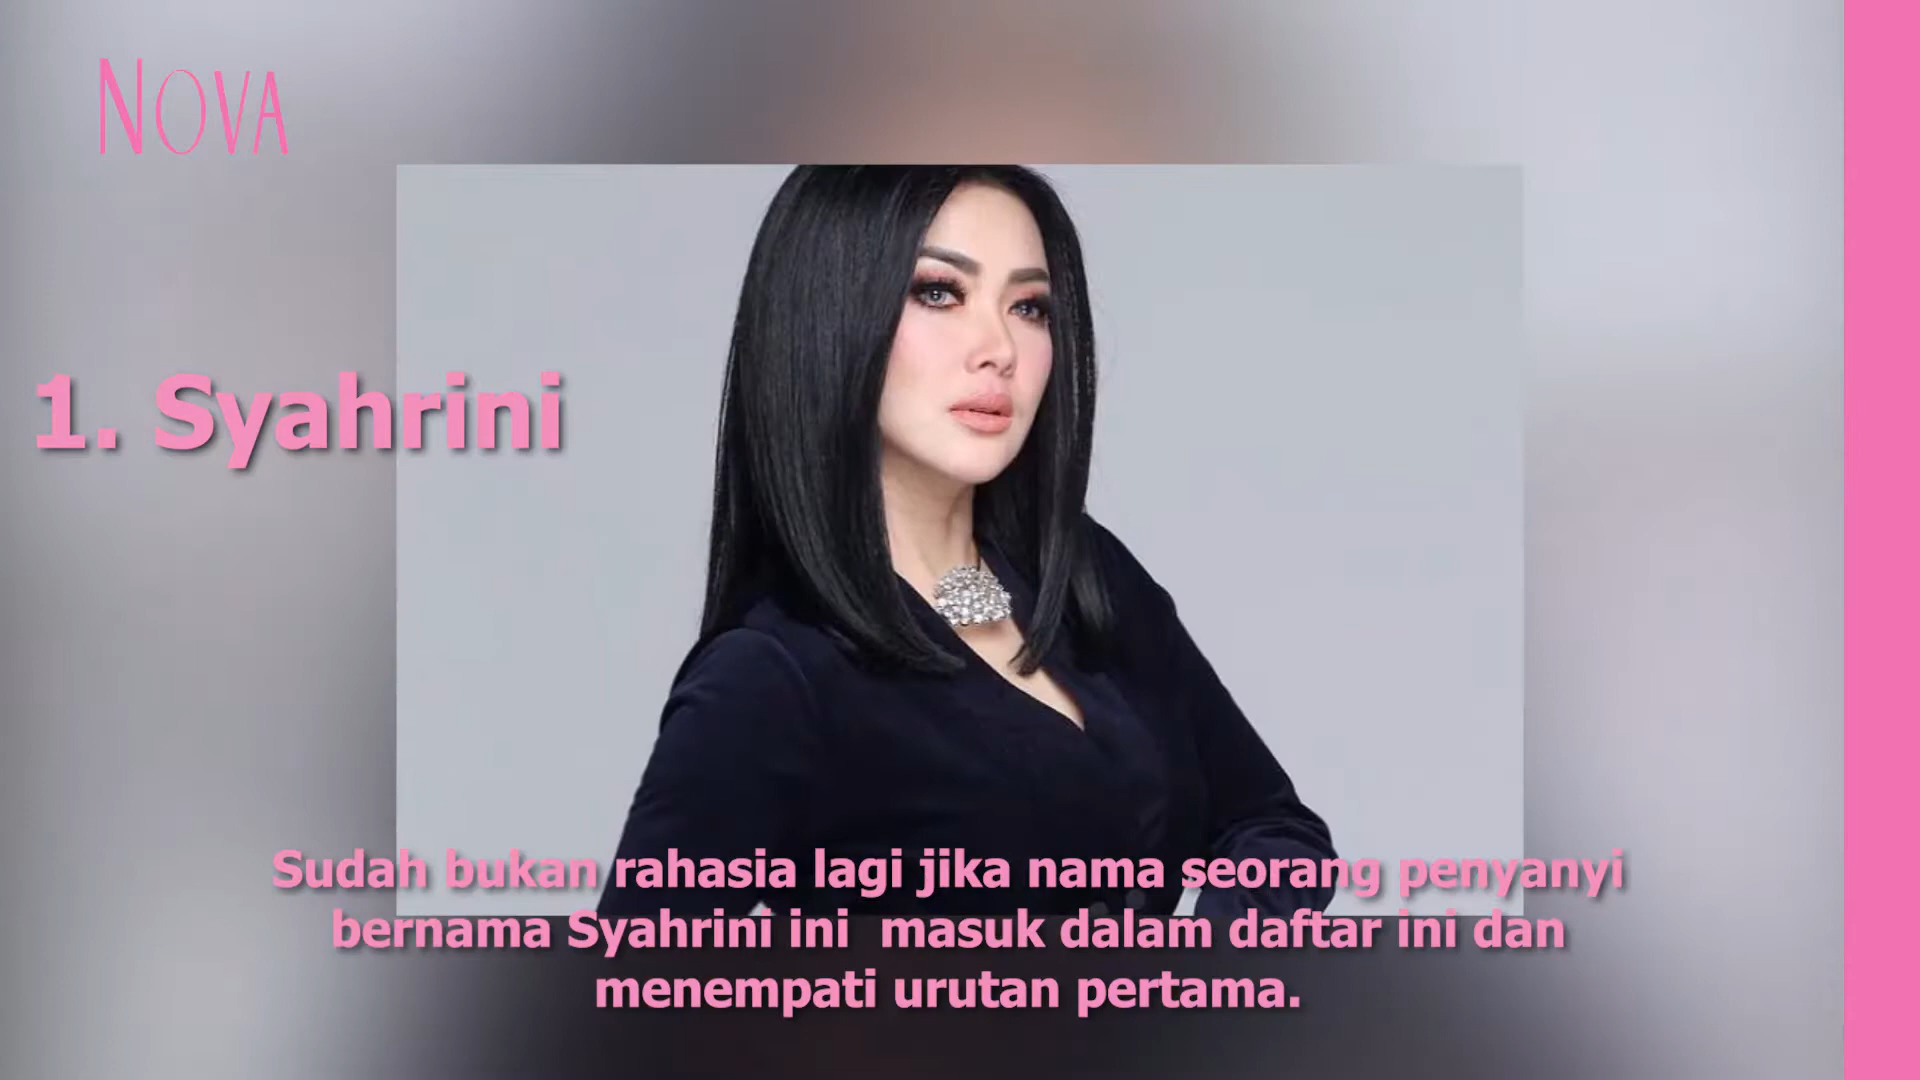 NOVA
1. Syahrini
Sudah bukan rahasia lagi jika nama seorang penyanyi
bernama Syahrini ini  masuk dalam daftar ini dan
menempati urutan pertama.